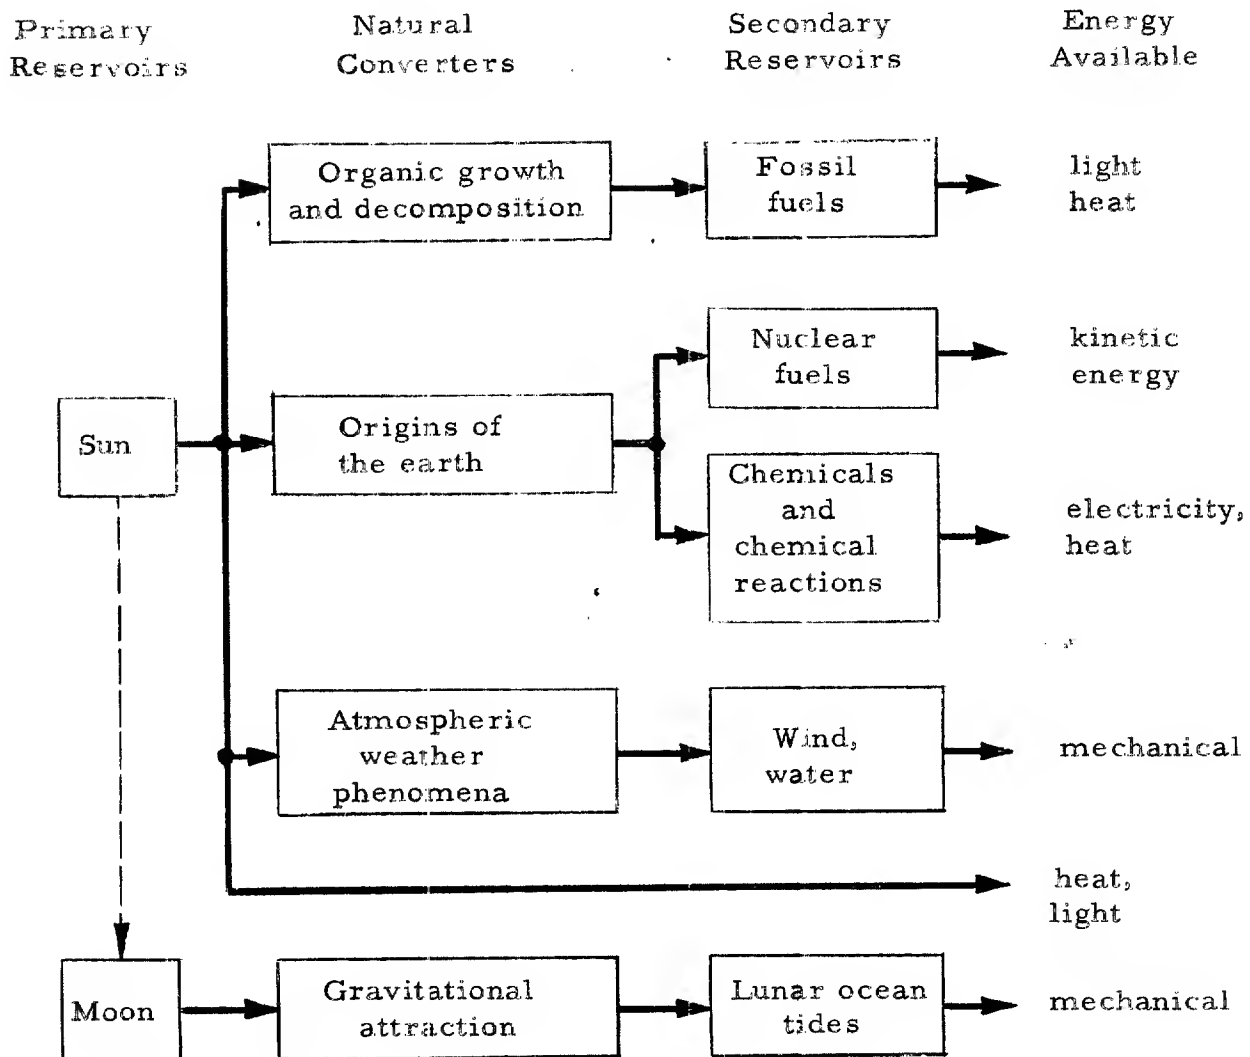 Primary
Reservoirs
Natural
Converters
Secondary
Reservoirs
Energy
Available
Organic growth
and decomposition
Fossil
fuels
light
heat
Sun
Origins of
the earth
Nuclear
fuels
kinetic
energy
Chemicals
and
chemical
reactions
electricity,
heat
Atmospheric
weather
phenomena
Wind,
water
mechanical
heat,
light
Moon
Gravitational
attraction
Lunar ocean
tides
mechanical